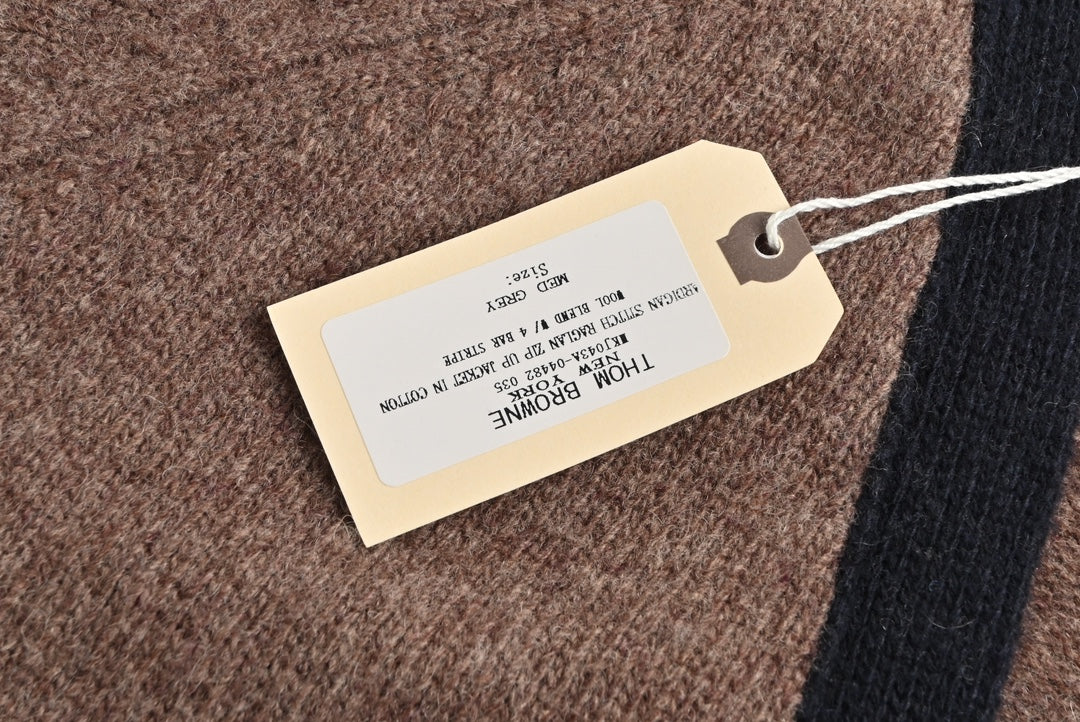 THOM BROWNE
NEW
YORK
MKJ043A-04482 035
ARDIGAN STITCH RAGLAN ZIP UP JACKET IN COTTON
WOOL BLEND W/ 4 BAR STRIPE
MED GREY
Size: